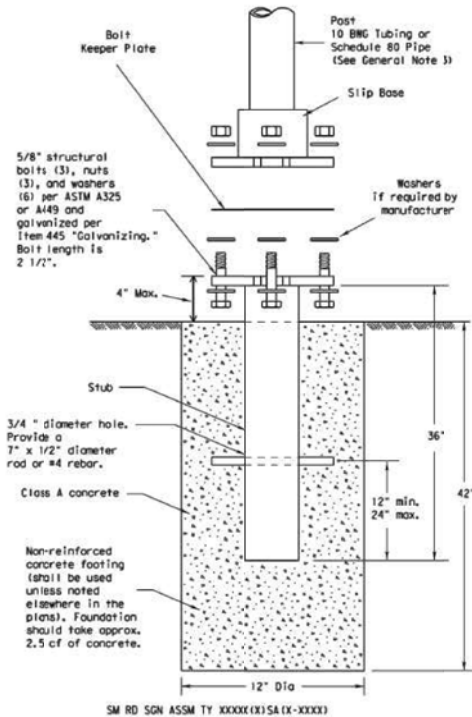 Bolt
Keeper Plate
Post
10 BWG Tubing or
Schedule 80 Pipe
(See General Note 3)
Slip Base
5/8" structural
bolts (3), nuts
(3), and washers
(6) per ASTM A325
or A449 and
galvanized per
Item 445 "Galvanizing."
Bolt length is
2 1/2".
Washers
if required by
manufacturer
4" Max.
Stub
36"
3/4 " diameter hole.
Provide a
7" x 1/2" diameter
rod or #4 rebar.
12" min.
24" max.
42"
Class A concrete
Non-reinforced
concrete footing
(shall be used
unless noted
elsewhere in the
plans). Foundation
should take approx.
2.5 cf of concrete.
12" Dia
SM RD SGN ASSM TY XXXXX(X)SA(X-XXXX)